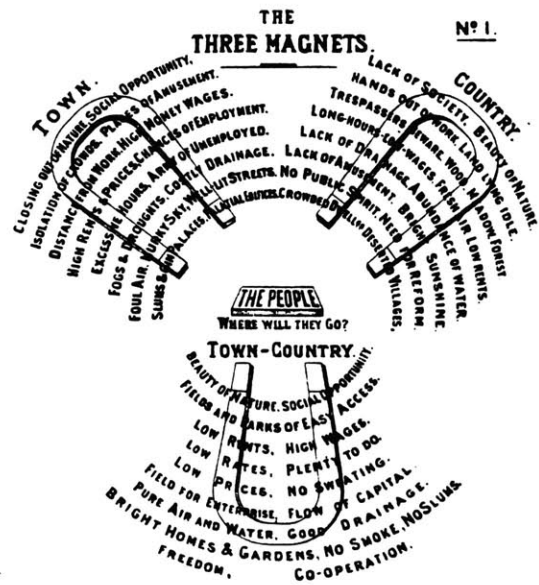 THE
THREE MAGNETS.
Nº 1.
TOWN.
CLOSING OUT OF NATURE. SOCIAL OPPORTUNITY.
ISOLATION OF CROWDS. PLACES OF AMUSEMENT.
DISTANCE FROM WORK. HIGH MONEY WAGES.
HIGH RENTS & PRICES. CHANCES OF EMPLOYMENT.
EXCESSIVE HOURS. ARMY OF UNEMPLOYED.
FOGS & DROUGHTS. COSTLY DRAINAGE.
FOUL AIR. MURKY SKY. WELL-LIT STREETS.
SLUMS & GIN PALACES. PALATIAL EDIFICES.
COUNTRY.
LACK OF SOCIETY. BEAUTY OF NATURE.
HANDS OUT OF WORK. LAND LYING IDLE.
TRESPASSERS BEWARE. WOOD, MEADOW, FOREST
LONG HOURS-LOW WAGES. FRESH AIR LOW RENTS.
LACK OF DRAINAGE. ABUNDANCE OF WATER.
LACK OF AMUSEMENT. BRIGHT SUNSHINE.
NO PUBLIC SPIRIT. NEED FOR REFORM.
CROWDED DWELLINGS DESERTED VILLAGES.
THE PEOPLE
WHERE WILL THEY GO?
TOWN-COUNTRY.
BEAUTY OF NATURE. SOCIAL OPPORTUNITY.
FIELDS AND PARKS OF EASY ACCESS.
LOW RENTS, HIGH WAGES.
LOW RATES, PLENTY TO DO.
LOW PRICES, NO SWEATING.
FIELD FOR ENTERPRISE, FLOW OF CAPITAL.
PURE AIR AND WATER, GOOD DRAINAGE.
BRIGHT HOMES & GARDENS, NO SMOKE, NO SLUMS.
FREEDOM, CO-OPERATION.